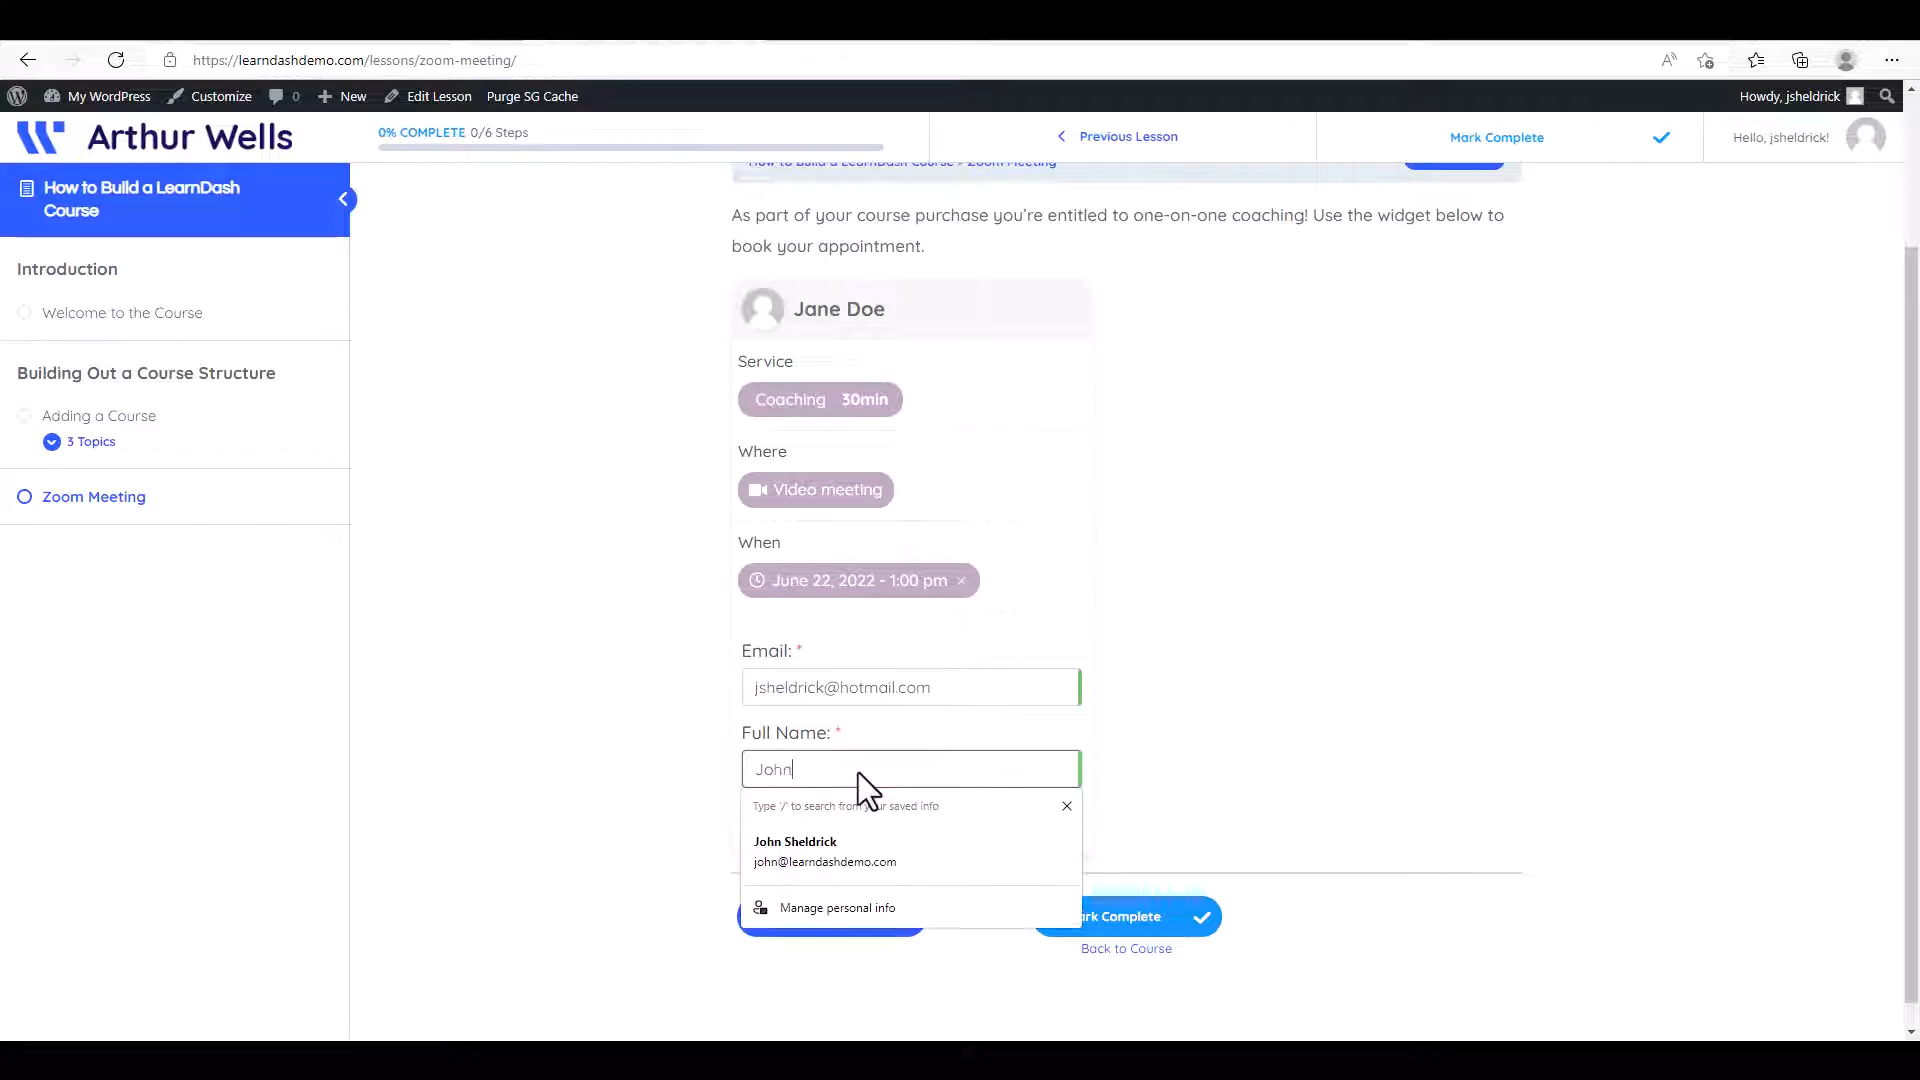 https://learndashdemo.com/lessons/zoom-meeting/
My WordPress Customize 0 New Edit Lesson Purge SG Cache Howdy, jsheldrick
Arthur Wells
0% COMPLETE 0/6 Steps
Previous Lesson
Mark Complete
Hello, jsheldrick!
How to Build a LearnDash
Course
Introduction
Welcome to the Course
Building Out a Course Structure
Adding a Course
3 Topics
Zoom Meeting
How to Build a LearnDash Course > Zoom Meeting
As part of your course purchase you're entitled to one-on-one coaching! Use the widget below to
book your appointment.
Jane Doe
Service
Coaching 30min
Where
Video meeting
When
June 22, 2022 - 1:00 pm ×
Email: *
jsheldrick@hotmail.com
Full Name: *
John
Type '/' to search from your saved info
John Sheldrick
john@learndashdemo.com
Manage personal info
ark Complete
Back to Course